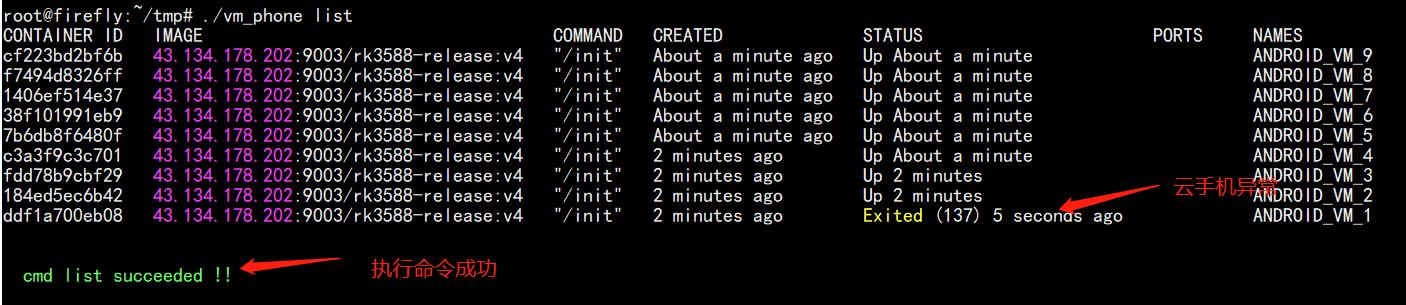 root@firefly:~/tmp# ./vm_phone list
CONTAINER ID IMAGE COMMAND CREATED STATUS PORTS NAMES
cf223bd2bf6b 43.134.178.202:9003/rk3588-release:v4 "/init" About a minute ago Up About a minute ANDROID_VM_9
f7494d8326ff 43.134.178.202:9003/rk3588-release:v4 "/init" About a minute ago Up About a minute ANDROID_VM_8
1406ef514e37 43.134.178.202:9003/rk3588-release:v4 "/init" About a minute ago Up About a minute ANDROID_VM_7
38f101991eb9 43.134.178.202:9003/rk3588-release:v4 "/init" About a minute ago Up About a minute ANDROID_VM_6
7b6db8f6480f 43.134.178.202:9003/rk3588-release:v4 "/init" About a minute ago Up About a minute ANDROID_VM_5
c3a3f9c3c701 43.134.178.202:9003/rk3588-release:v4 "/init" 2 minutes ago Up About a minute ANDROID_VM_4
fdd78b9cbf29 43.134.178.202:9003/rk3588-release:v4 "/init" 2 minutes ago Up 2 minutes ANDROID_VM_3
184ed5ec6b42 43.134.178.202:9003/rk3588-release:v4 "/init" 2 minutes ago Up 2 minutes ANDROID_VM_2
云手机异常
ddf1a700eb08 43.134.178.202:9003/rk3588-release:v4 "/init" 2 minutes ago Exited (137) 5 seconds ago ANDROID_VM_1
cmd list succeeded !!
执行命令成功